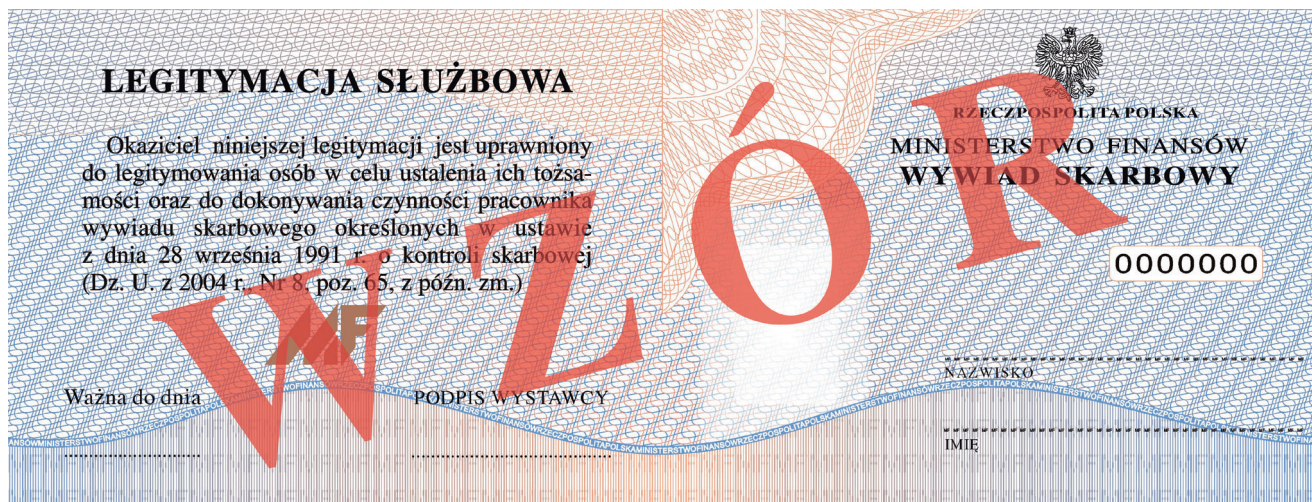 LEGITYMACJA SŁUŻBOWA
Okaziciel niniejszej legitymacji jest uprawniony
do legitymowania osób w celu ustalenia ich tożsa-
mości oraz do dokonywania czynności pracownika
wywiadu skarbowego określonych w ustawie
z dnia 28 września 1991 r. o kontroli skarbowej
(Dz. U. z 2004 r., Nr 8, poz. 65, z późn. zm.)
MF
Ważna do dnia
PODPIS WYSTAWCY
WZÓR
RZECZPOSPOLITA POLSKA
MINISTERSTWO FINANSÓW
WYWIAD SKARBOWY
0000000
NAZWISKO
IMIĘ